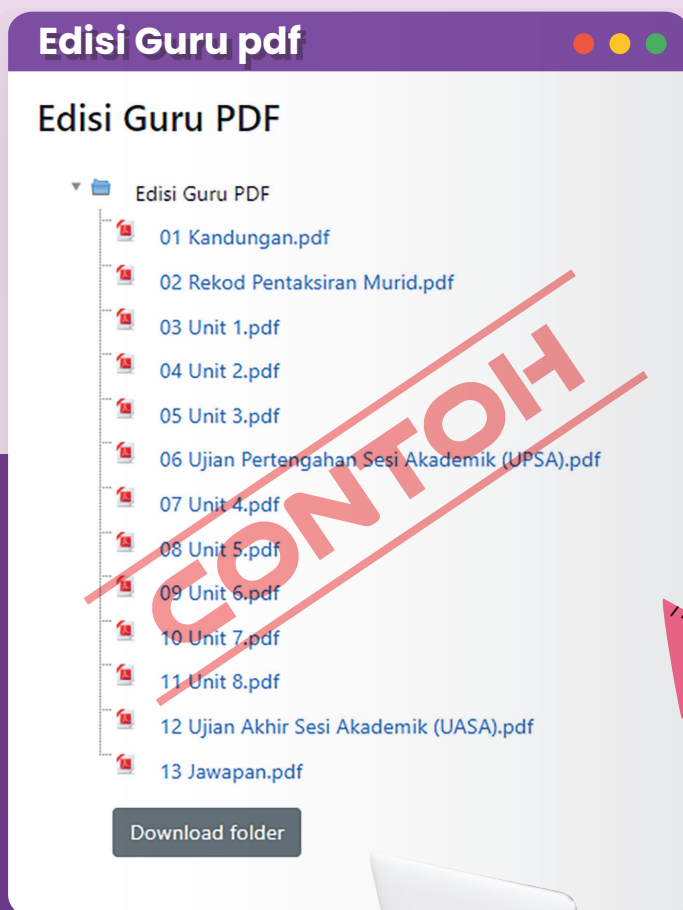 Edisi Guru pdf
Edisi Guru PDF
Edisi Guru PDF
01 Kandungan.pdf
02 Rekod Pentaksiran Murid.pdf
03 Unit 1.pdf
04 Unit 2.pdf
05 Unit 3.pdf
06 Ujian Pertengahan Sesi Akademik (UPSA).pdf
07 Unit 4.pdf
08 Unit 5.pdf
09 Unit 6.pdf
10 Unit 7.pdf
11 Unit 8.pdf
12 Ujian Akhir Sesi Akademik (UASA).pdf
13 Jawapan.pdf
CONTOH
Download folder